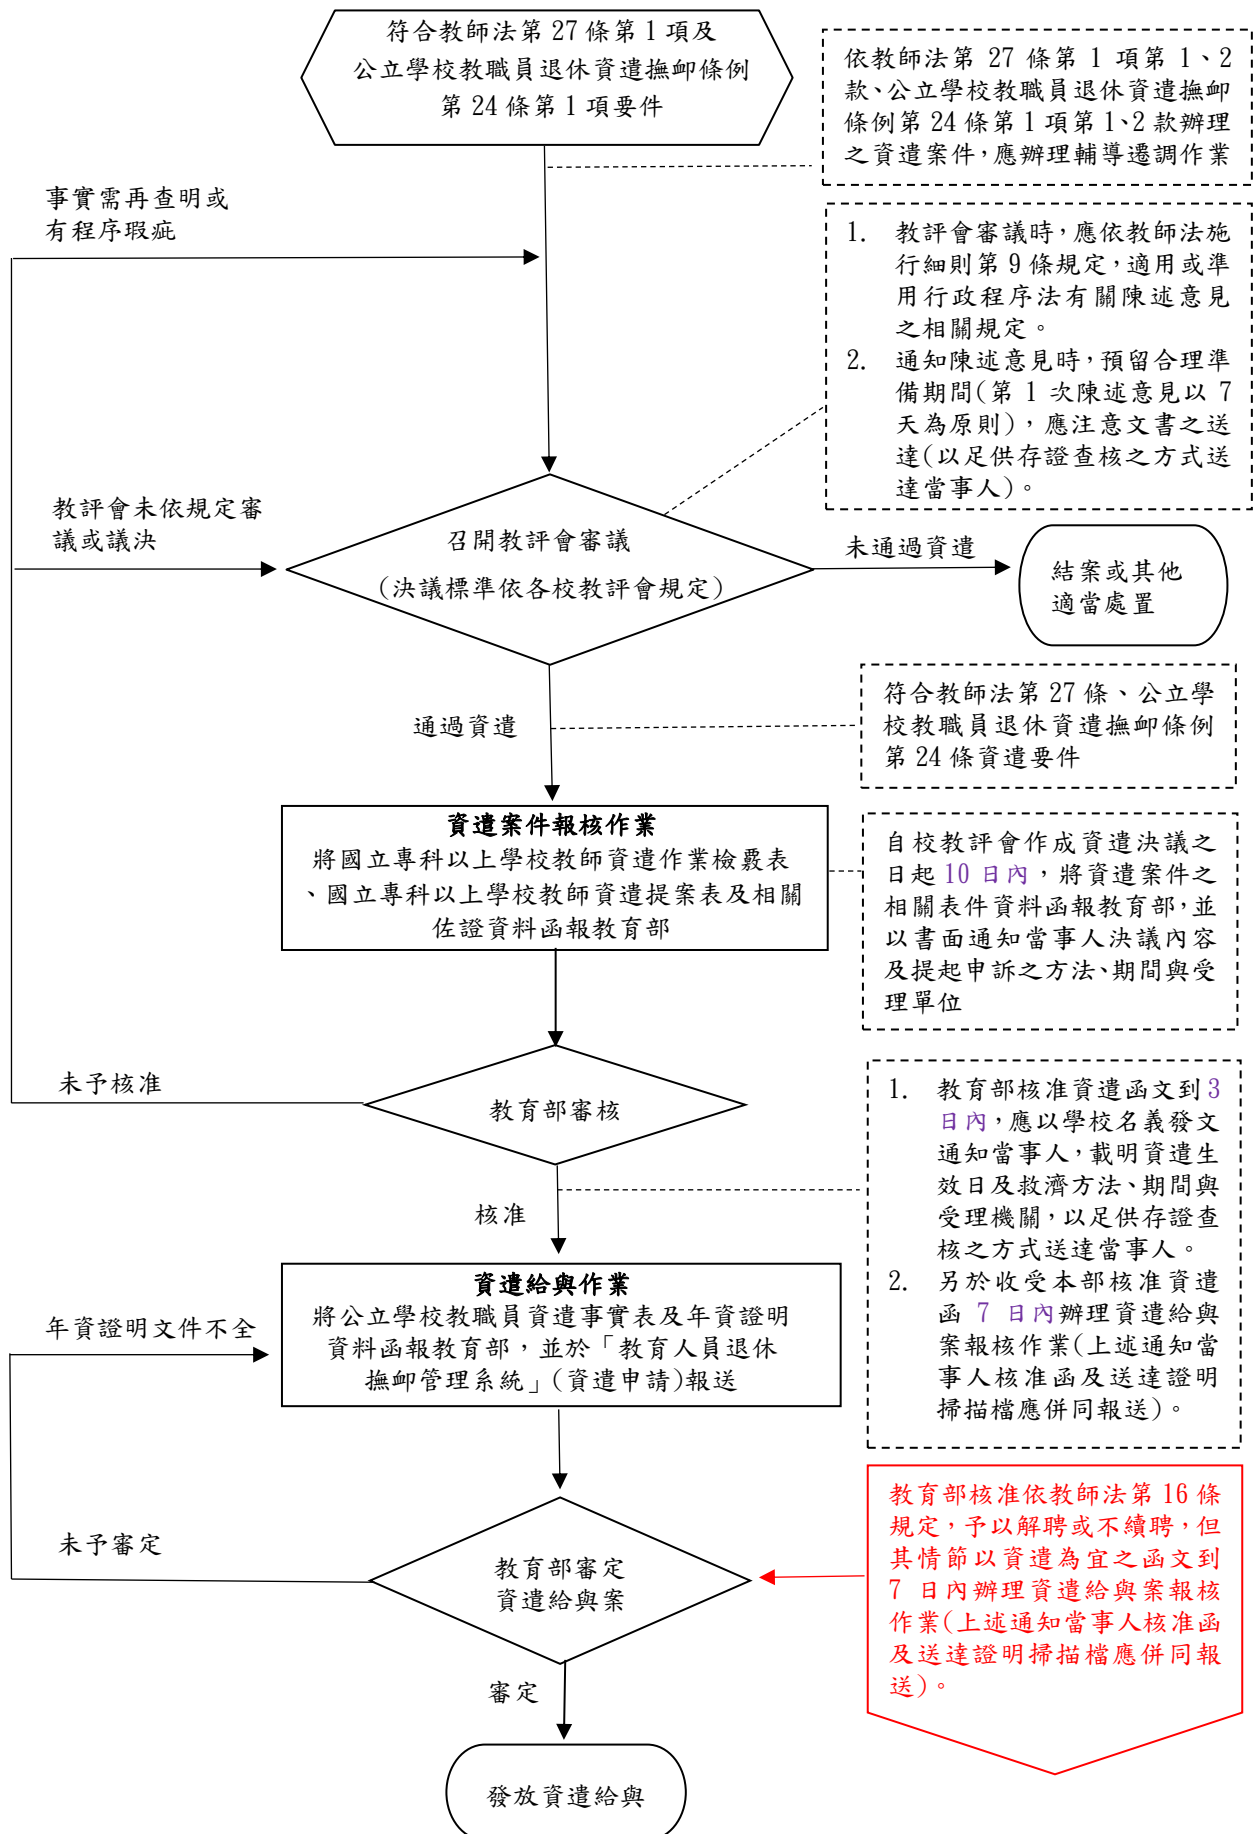 符合教師法第 27 條第 1 項及
公立學校教職員退休資遣撫卹條例
第 24 條第 1 項要件
依教師法第 27 條第 1 項第 1、2
款、公立學校教職員退休資遣撫卹
條例第 24 條第 1 項第 1、2 款辦理
之資遣案件，應辦理輔導遷調作業
事實需再查明或
有程序瑕疵
1. 教評會審議時，應依教師法施
行細則第 9 條規定，適用或準
用行政程序法有關陳述意見
之相關規定。
2. 通知陳述意見時，預留合理準
備期間(第 1 次陳述意見以 7
天為原則)，應注意文書之送
達(以足供存證查核之方式送
達當事人)。
教評會未依規定審
議或議決
召開教評會審議
(決議標準依各校教評會規定)
未通過資遣
結案或其他
適當處置
通過資遣
符合教師法第 27 條、公立學
校教職員退休資遣撫卹條例
第 24 條資遣要件
資遣案件報核作業
將國立專科以上學校教師資遣作業檢覈表
、國立專科以上學校教師資遣提案表及相關
佐證資料函報教育部
自校教評會作成資遣決議之
日起 10 日內，將資遣案件之
相關表件資料函報教育部，並
以書面通知當事人決議內容
及提起申訴之方法、期間與受
理單位
未予核准
教育部審核
核准
1. 教育部核准資遣函文到 3
日內，應以學校名義發文
通知當事人，載明資遣生
效日及救濟方法、期間與
受理機關，以足供存證查
核之方式送達當事人。
2. 另於收受本部核准資遣
函 7 日內辦理資遣給與
案報核作業(上述通知當
事人核准函及送達證明
掃描檔應併同報送)。
資遣給與作業
將公立學校教職員資遣事實表及年資證明
資料函報教育部，並於「教育人員退休
撫卹管理系統」(資遣申請)報送
年資證明文件不全
未予審定
教育部審定
資遣給與案
教育部核准依教師法第 16 條
規定，予以解聘或不續聘，但
其情節以資遣為宜之函文到
7 日內辦理資遣給與案報核
作業(上述通知當事人核准函
及送達證明掃描檔應併同報
送)。
審定
發放資遣給與